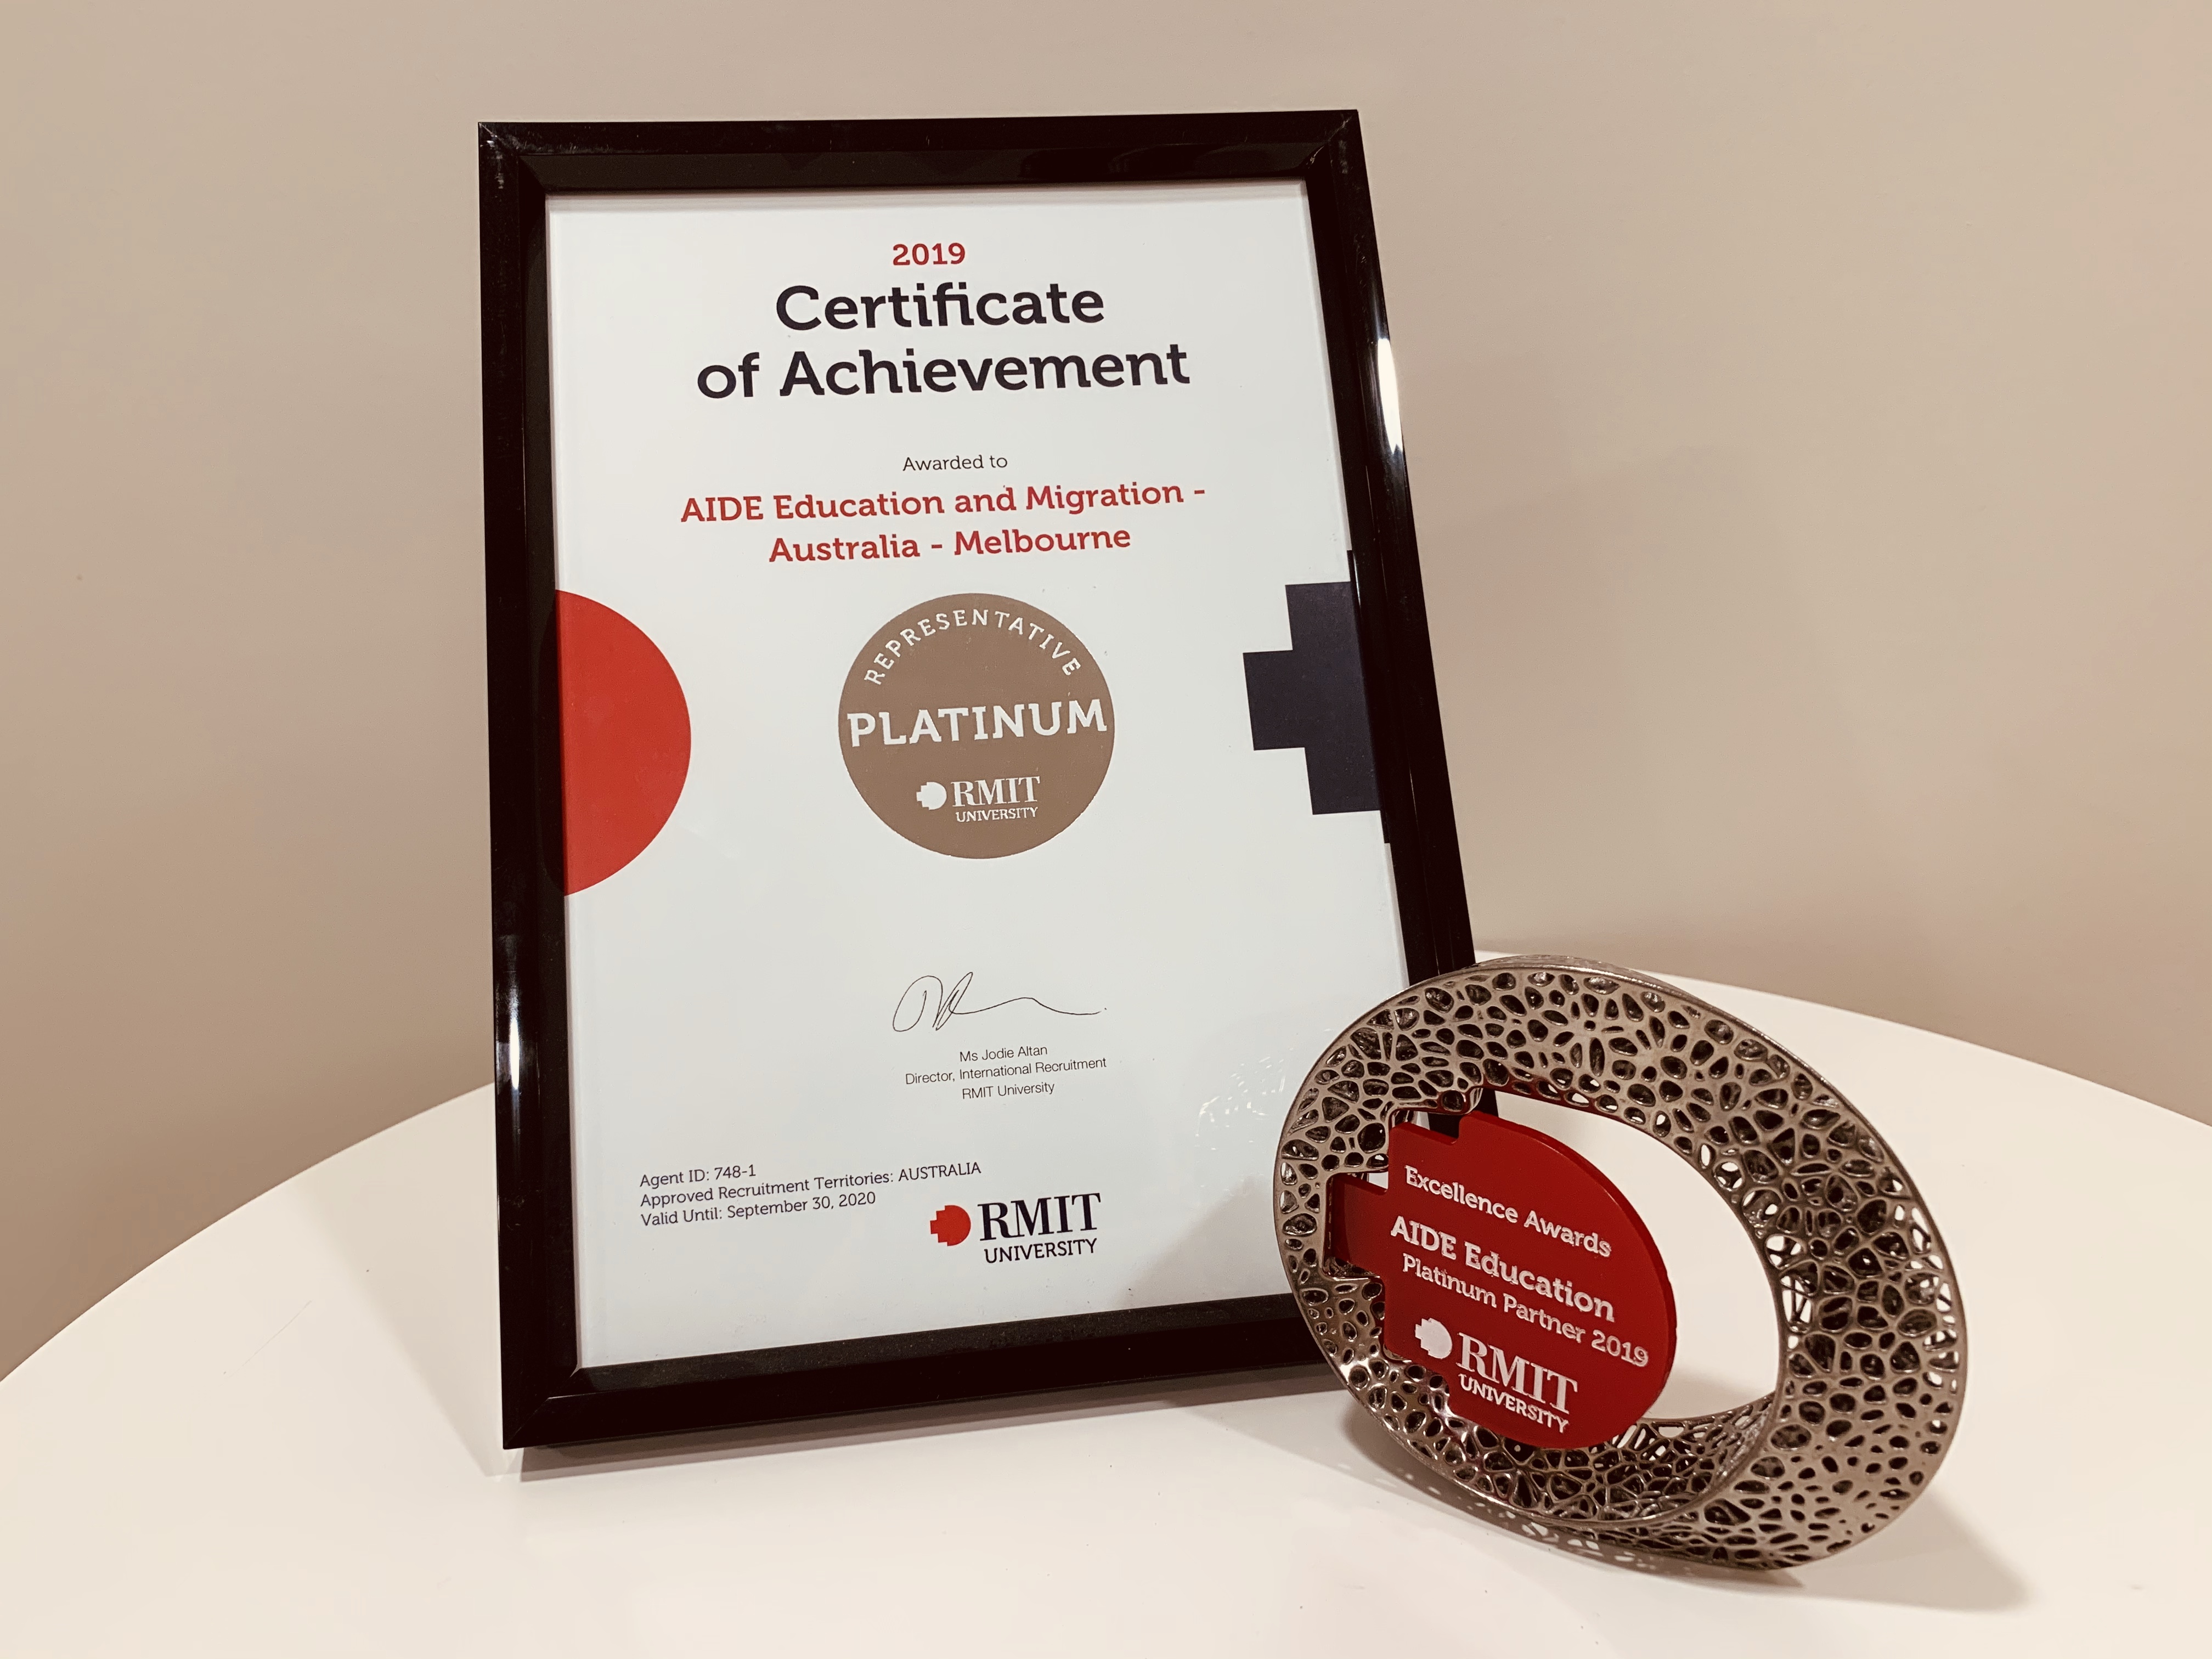 2019
Certificate
of Achievement
Awarded to
AIDE Education and Migration -
Australia - Melbourne
REPRESENTATIVE
PLATINUM
RMIT
UNIVERSITY
Ms Jodie Altan
Director, International Recruitment
RMIT University
Agent ID: 748-1
Approved Recruitment Territories: AUSTRALIA
Valid Until: September 30, 2020
RMIT
UNIVERSITY
Excellence Awards
AIDE Education
Platinum Partner 2019
RMIT
UNIVERSITY